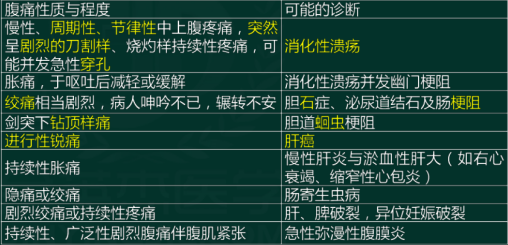 腹痛性质与程度 可能的诊断
慢性、周期性、节律性中上腹疼痛，突然
呈剧烈的刀割样、烧灼样持续性疼痛，可
能并发急性穿孔
消化性溃疡
胀痛，于呕吐后减轻或缓解 消化性溃疡并发幽门梗阻
绞痛相当剧烈，病人呻吟不已，辗转不安 胆石症、泌尿道结石及肠梗阻
剑突下钻顶样痛 胆道蛔虫梗阻
进行性锐痛 肝癌
持续性胀痛
慢性肝炎与淤血性肝大（如右心
衰竭、缩窄性心包炎）
隐痛或绞痛 肠寄生虫病
剧烈绞痛或持续性疼痛 肝、脾破裂，异位妊娠破裂
持续性、广泛性剧烈腹痛伴腹肌紧张 急性弥漫性腹膜炎